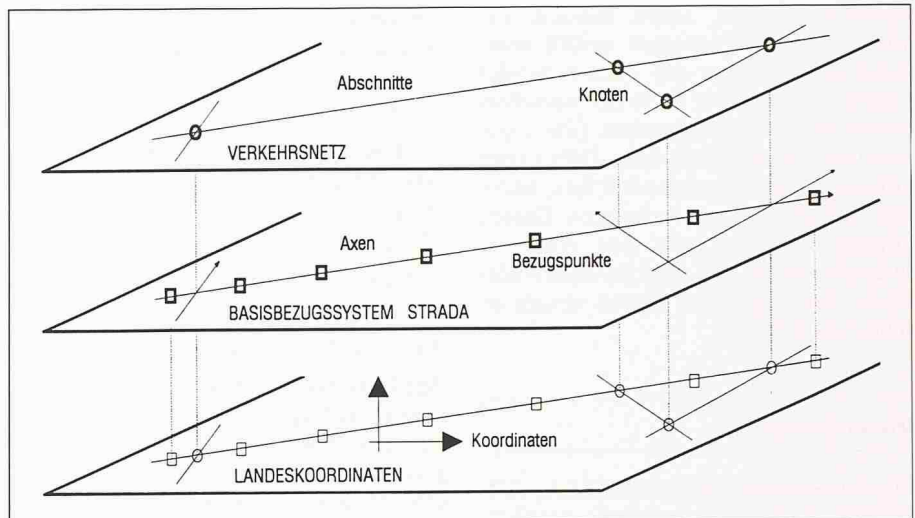 Abschnitte
Knoten
VERKEHRSNETZ
Axen
Bezugspunkte
BASISBEZUGSSYSTEM STRADA
Koordinaten
LANDESKOORDINATEN